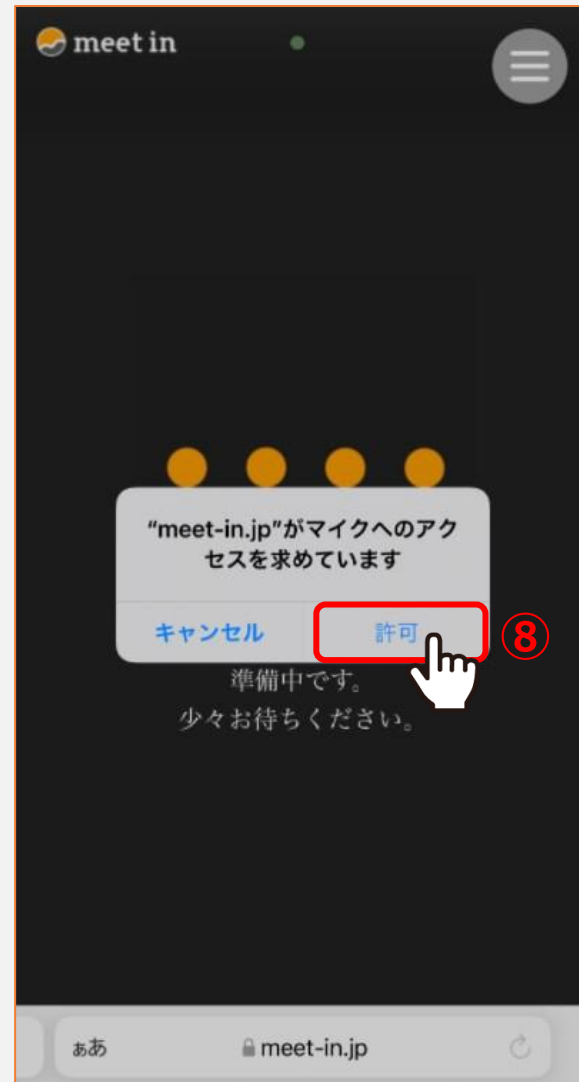 meet in
"meet-in.jp"がマイクへのアク
セスを求めています
キャンセル 許可
⑧
準備中です。
少々お待ちください。
ぁあ meet-in.jp